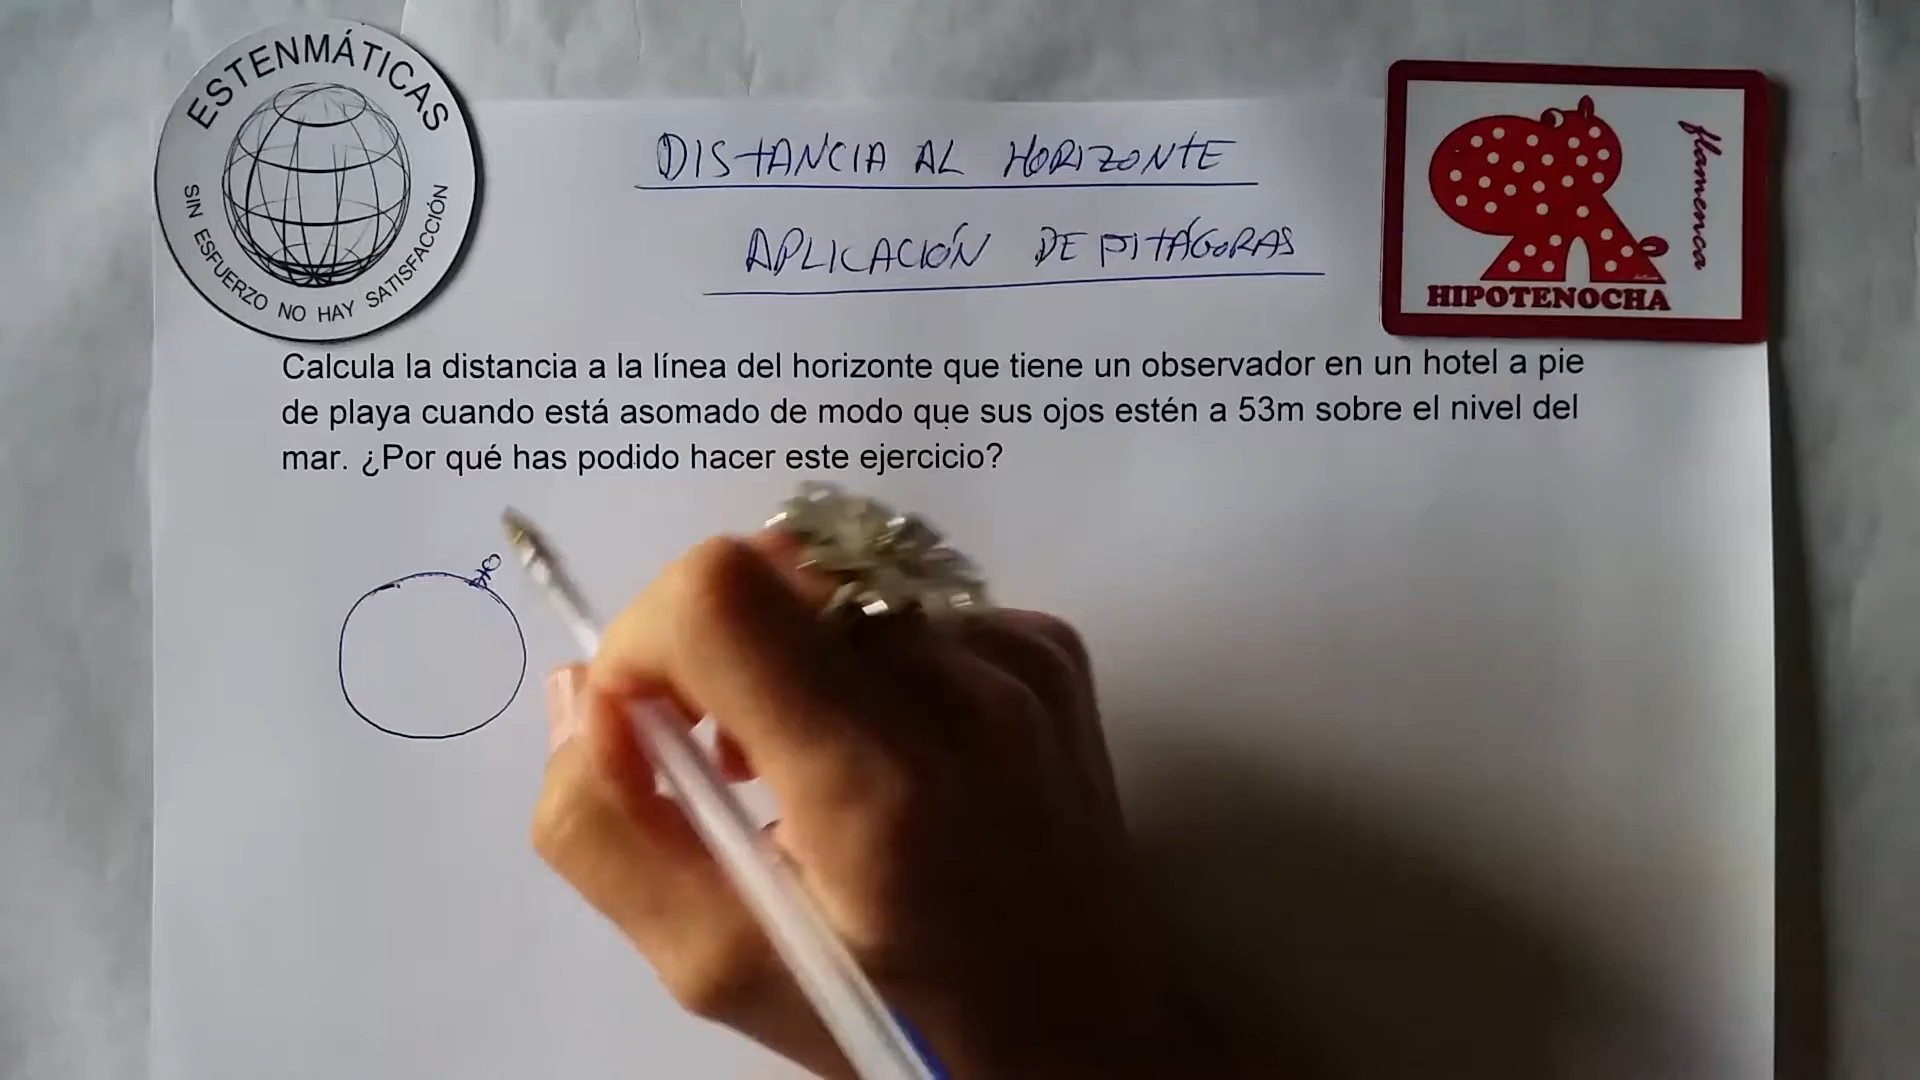 ESTENMÁTICAS
SIN ESFUERZO NO HAY SATISFACCIÓN
DISTANCIA AL HORIZONTE
APLICACIÓN DE PITÁGORAS
flamenca
HIPOTENOCHA
Calcula la distancia a la línea del horizonte que tiene un observador en un hotel a pie
de playa cuando está asomado de modo que sus ojos estén a 53m sobre el nivel del
mar. ¿Por qué has podido hacer este ejercicio?